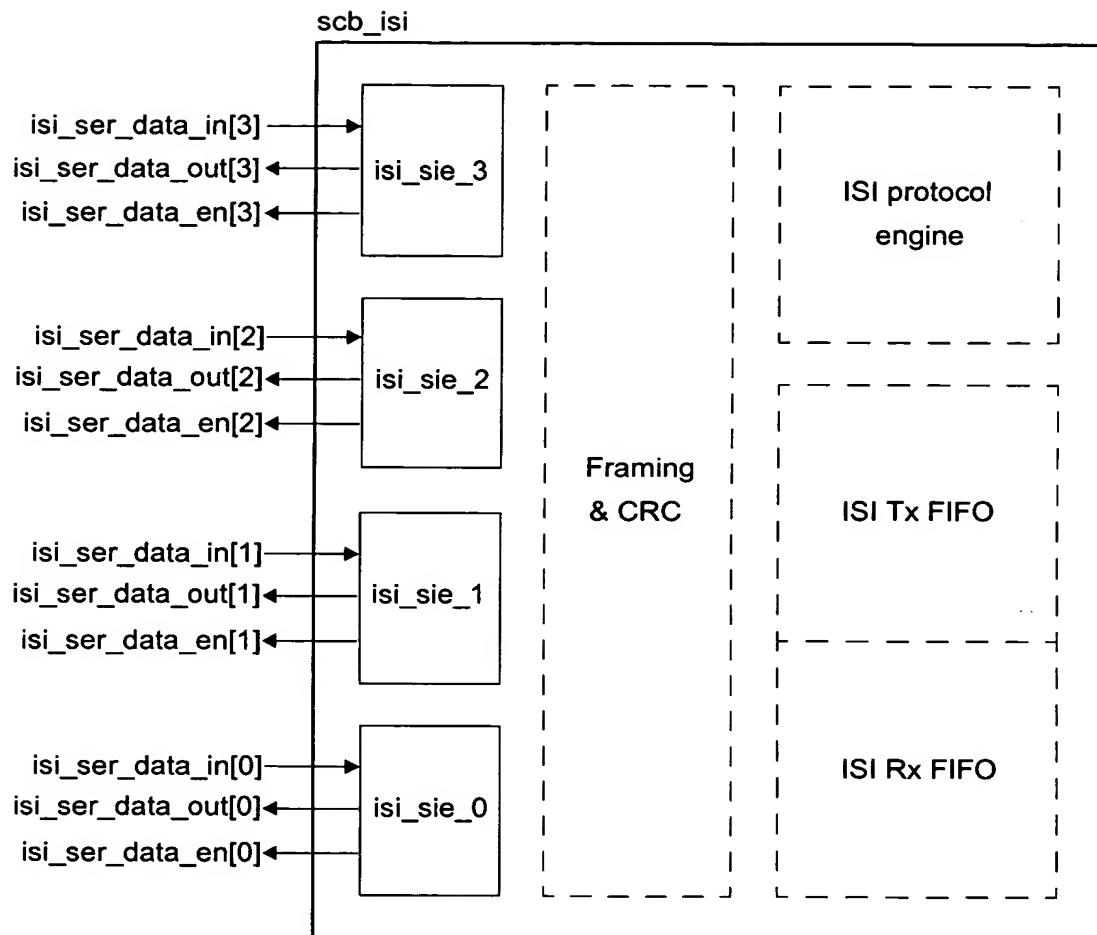 scb_isi
isi_ser_data_in[3]
isi_ser_data_out[3]
isi_ser_data_en[3]
isi_sie_3
isi_ser_data_in[2]
isi_ser_data_out[2]
isi_ser_data_en[2]
isi_sie_2
isi_ser_data_in[1]
isi_ser_data_out[1]
isi_ser_data_en[1]
isi_sie_1
isi_ser_data_in[0]
isi_ser_data_out[0]
isi_ser_data_en[0]
isi_sie_0
Framing
& CRC
ISI protocol
engine
ISI Tx FIFO
ISI Rx FIFO